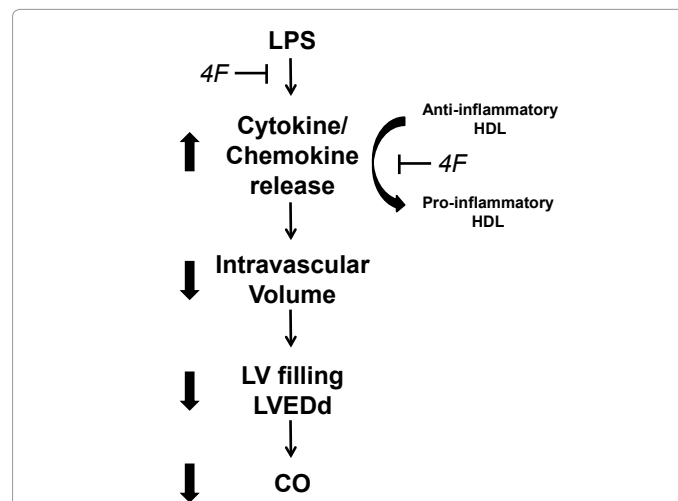 LPS
4F
Cytokine/
Chemokine
release
Anti-inflammatory
HDL
4F
Pro-inflammatory
HDL
Intravascular
Volume
LV filling
LVEDd
CO